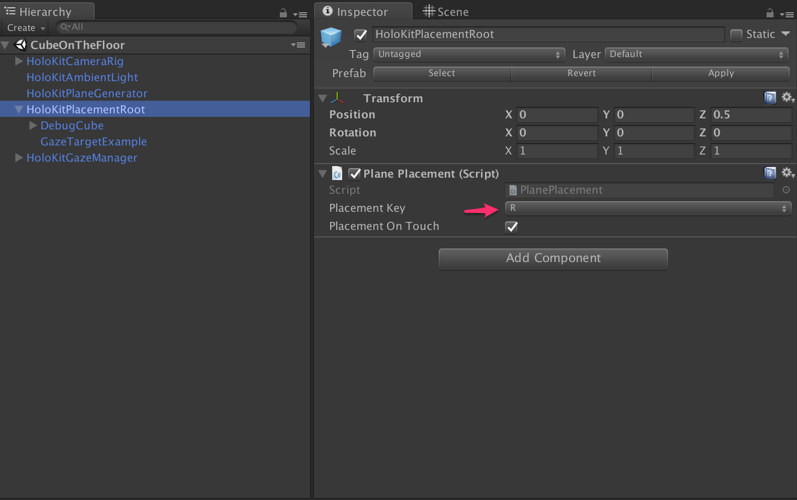 Hierarchy
Create
All
CubeOnTheFloor
HoloKitCameraRig
HoloKitAmbientLight
HoloKitPlaneGenerator
HoloKitPlacementRoot
DebugCube
GazeTargetExample
HoloKitGazeManager
Inspector
Scene
HoloKitPlacementRoot
Static
Tag Untagged Layer Default
Prefab Select Revert Apply
Transform
Position X 0 Y 0 Z 0.5
Rotation X 0 Y 0 Z 0
Scale X 1 Y 1 Z 1
Plane Placement (Script)
Script PlanePlacement
Placement Key R
Placement On Touch
Add Component